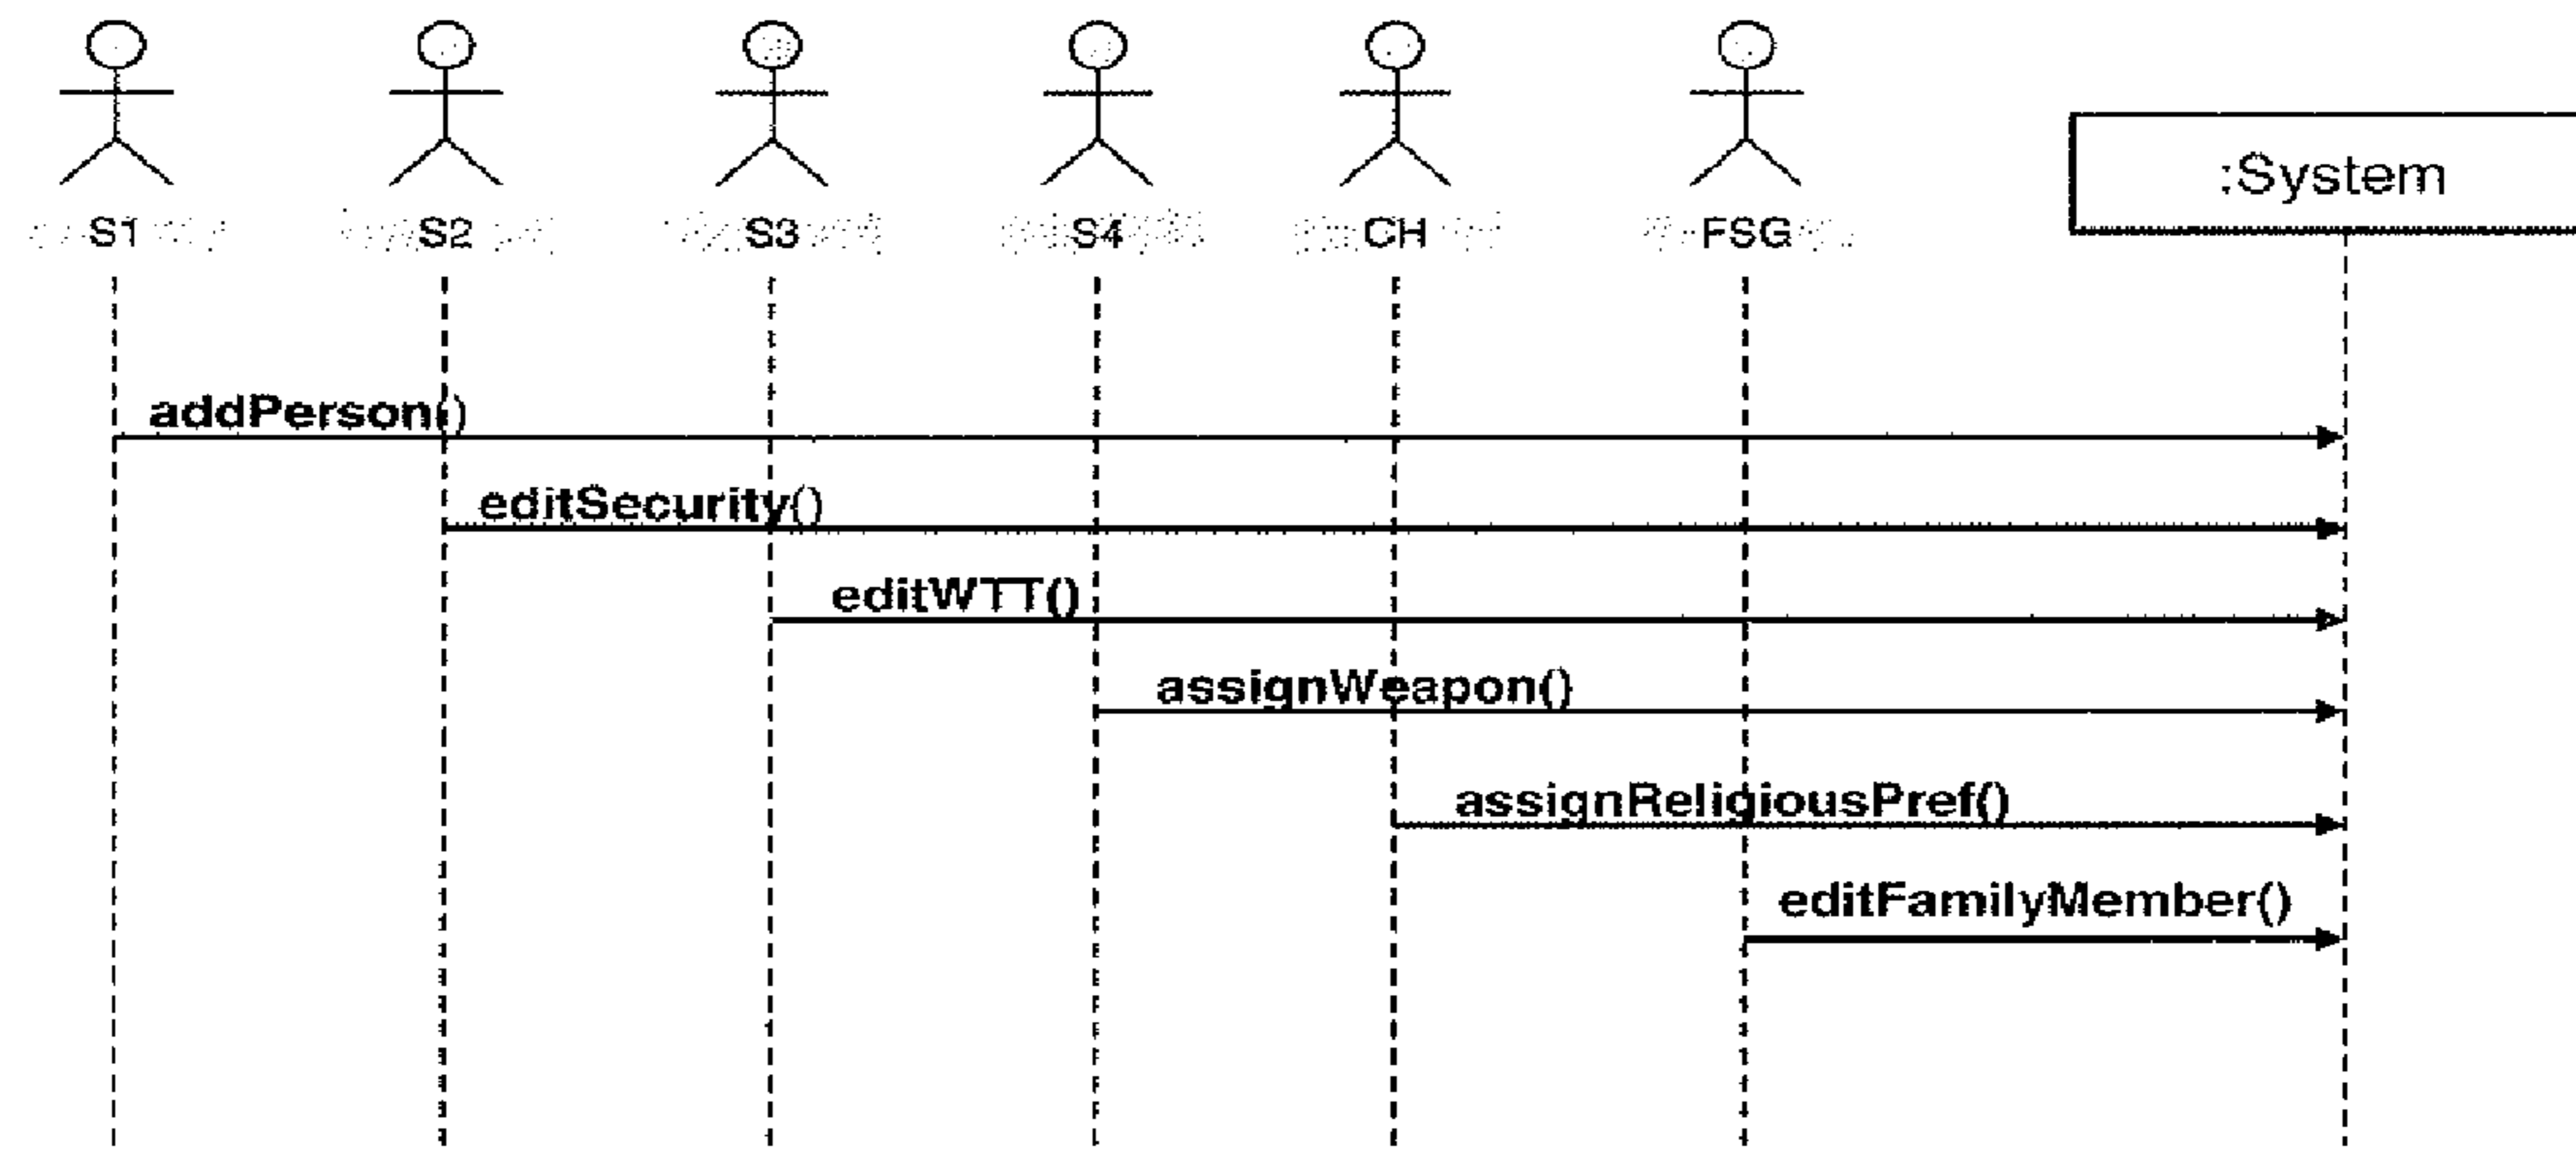 S1 S2 S3 S4 CH FSG :System
addPerson()
editSecurity()
editWTT()
assignWeapon()
assignReligiousPref()
editFamilyMember()